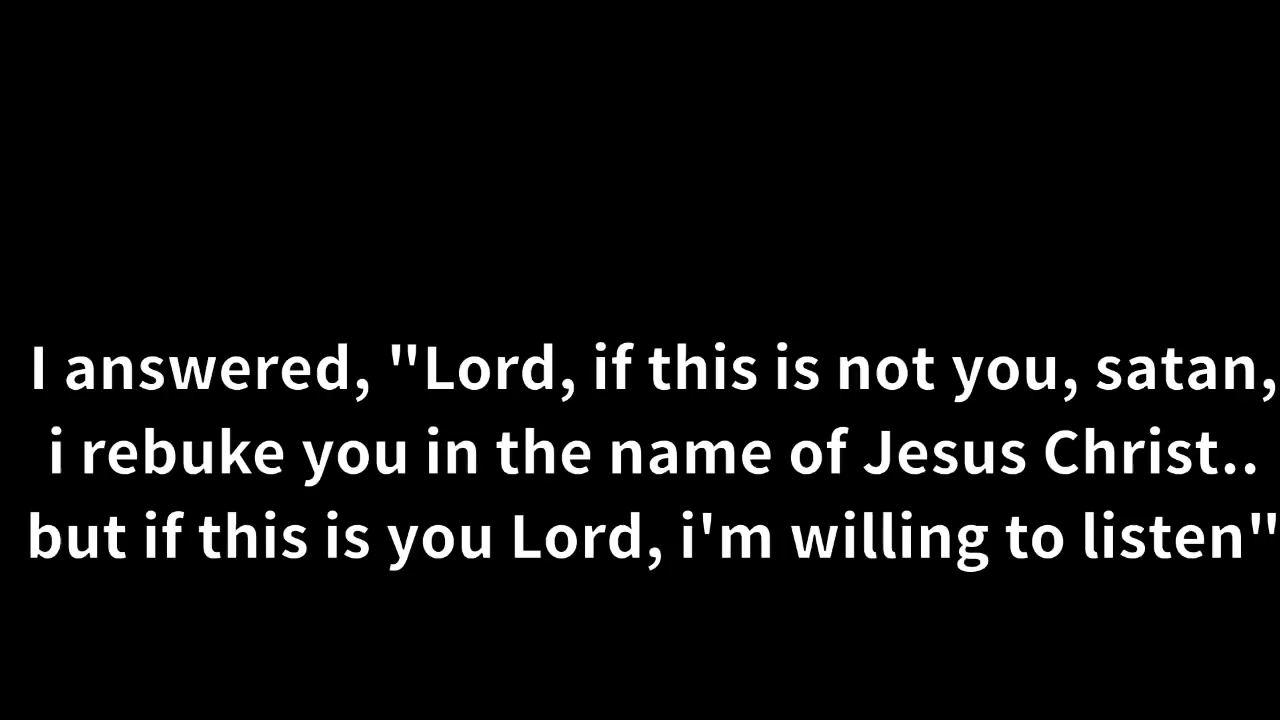 I answered, "Lord, if this is not you, satan,
i rebuke you in the name of Jesus Christ..
but if this is you Lord, i'm willing to listen"